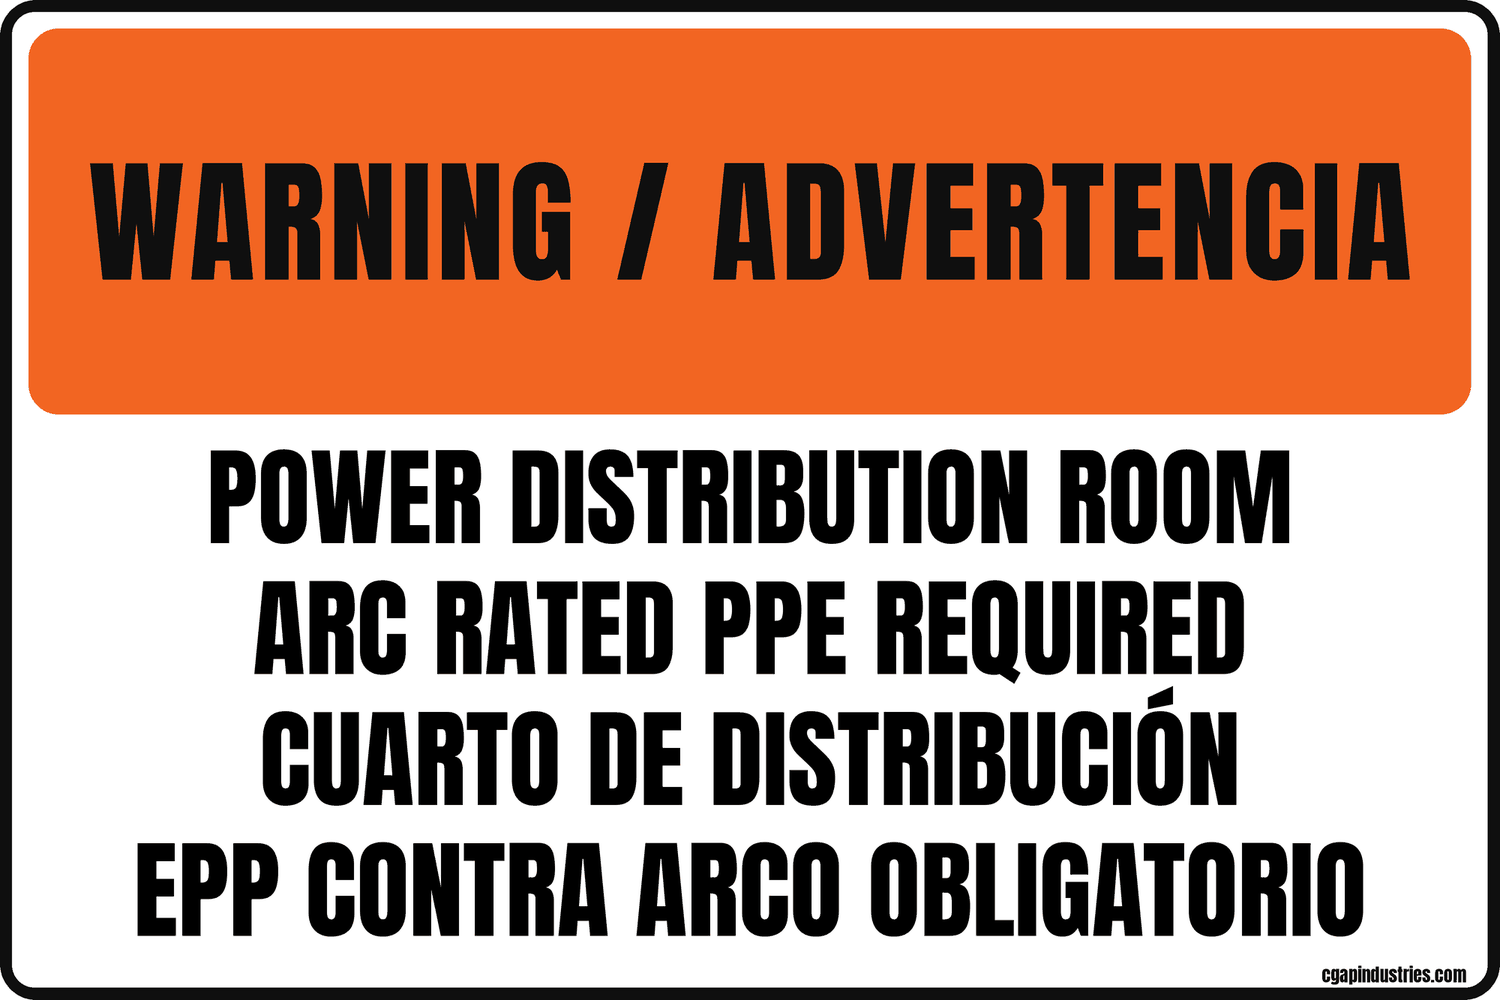 WARNING / ADVERTENCIA
POWER DISTRIBUTION ROOM
ARC RATED PPE REQUIRED
CUARTO DE DISTRIBUCIÓN
EPP CONTRA ARCO OBLIGATORIO
cgapindustries.com